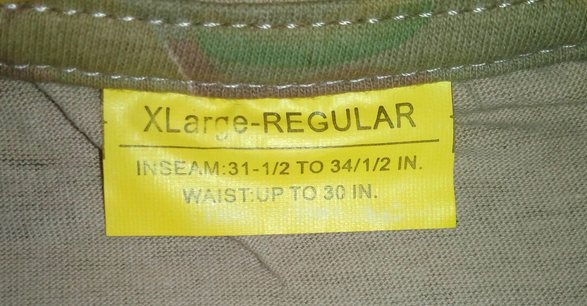 XLarge-REGULAR
INSEAM:31-1/2 TO 34/1/2 IN.
WAIST:UP TO 30 IN.